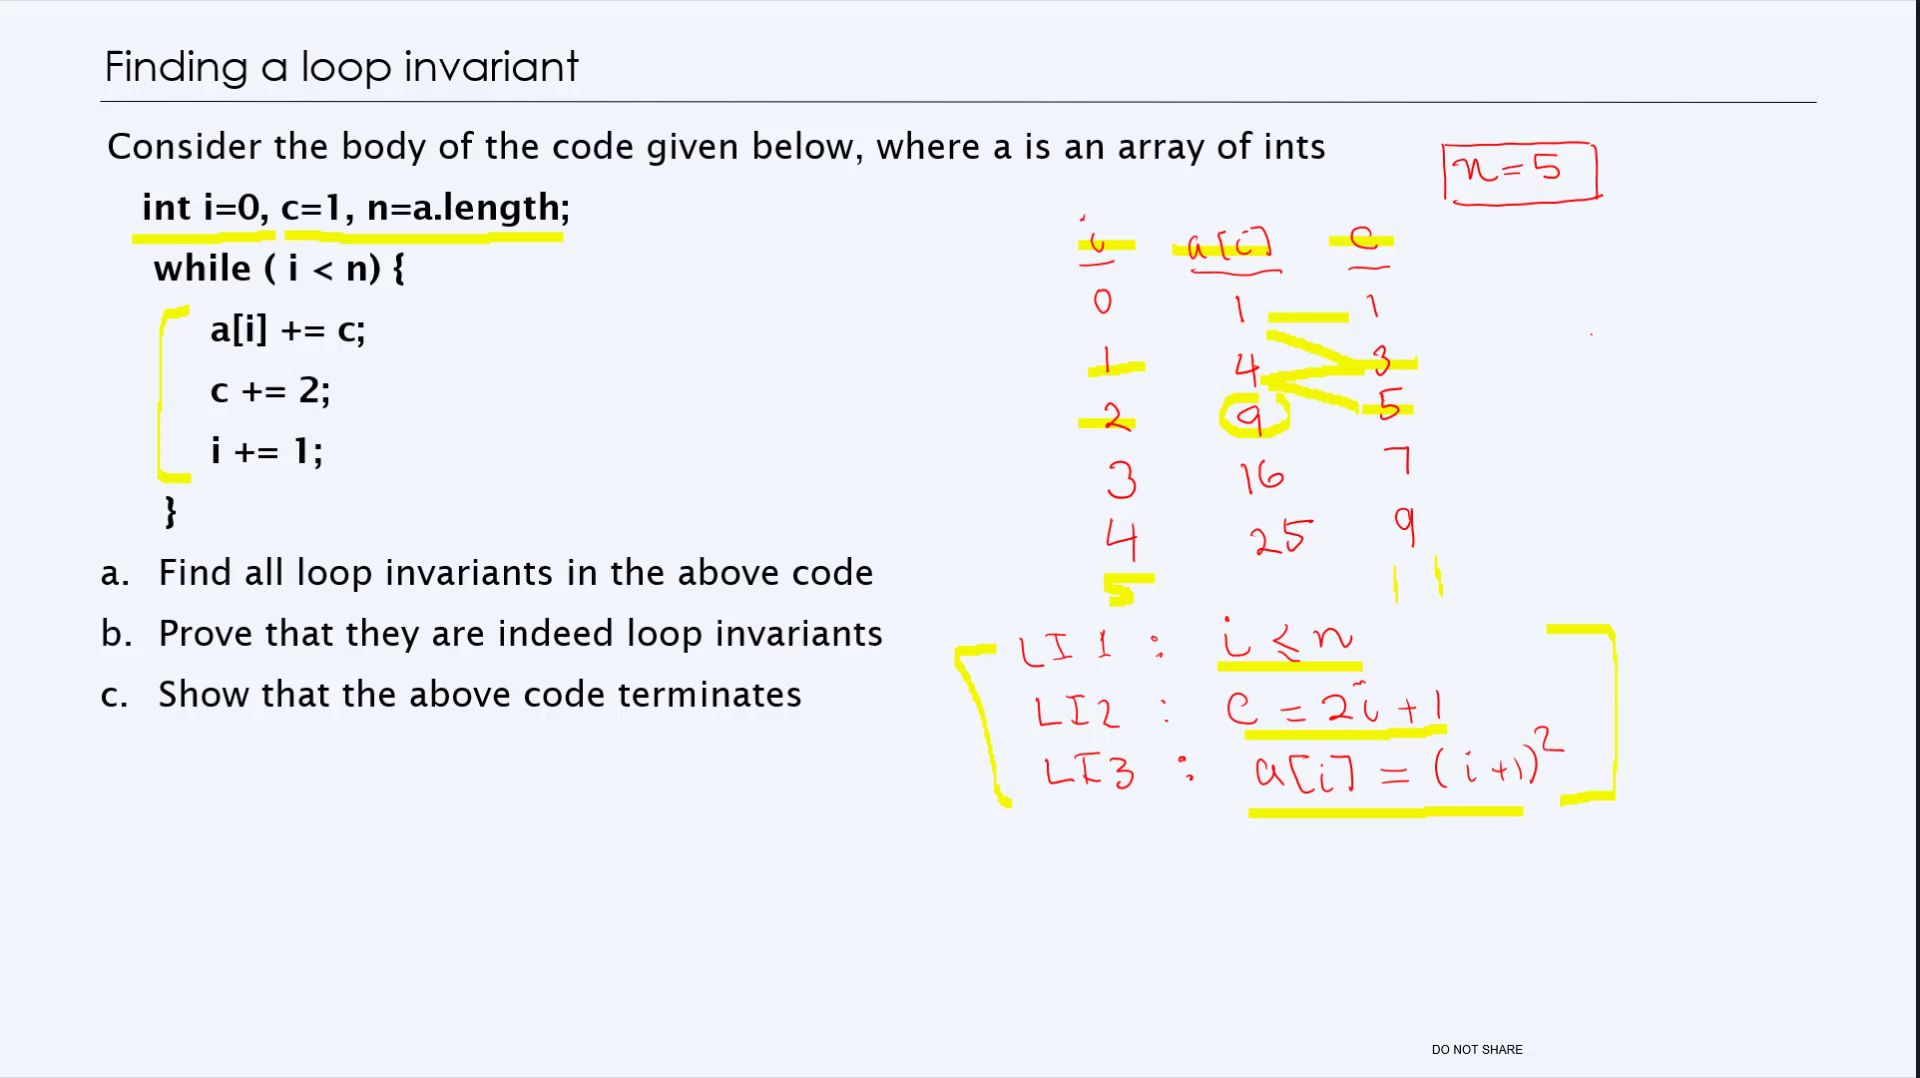 Finding a loop invariant
Consider the body of the code given below, where a is an array of ints
n=5
int i=0, c=1, n=a.length;
while ( i < n) {
a[i] += c;
c += 2;
i += 1;
}
i a[i] c
0 1 1
1 4 3
2 9 5
3 16 7
4 25 9
5 11
a. Find all loop invariants in the above code
b. Prove that they are indeed loop invariants
c. Show that the above code terminates
LI1 : i ≤ n
LI2 : c = 2i+1
LI3 : a[i] = (i+1)²
DO NOT SHARE